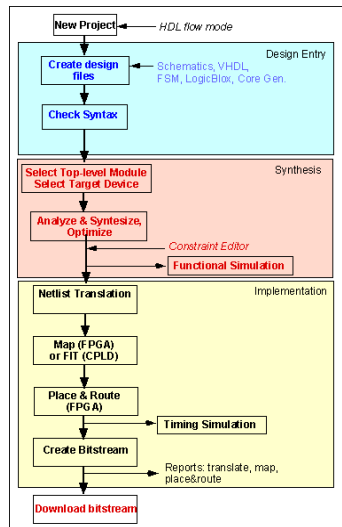 New Project
HDL flow mode
Design Entry
Create design
files
Schematics, VHDL,
FSM, LogicBlox, Core Gen.
Check Syntax
Synthesis
Select Top-level Module
Select Target Device
Analyze & Syntesize,
Optimize
Constraint Editor
Functional Simulation
Implementation
Netlist Translation
Map (FPGA)
or FIT (CPLD)
Place & Route
(FPGA)
Timing Simulation
Create Bitstream
Reports: translate, map,
place&route
Download bitstream